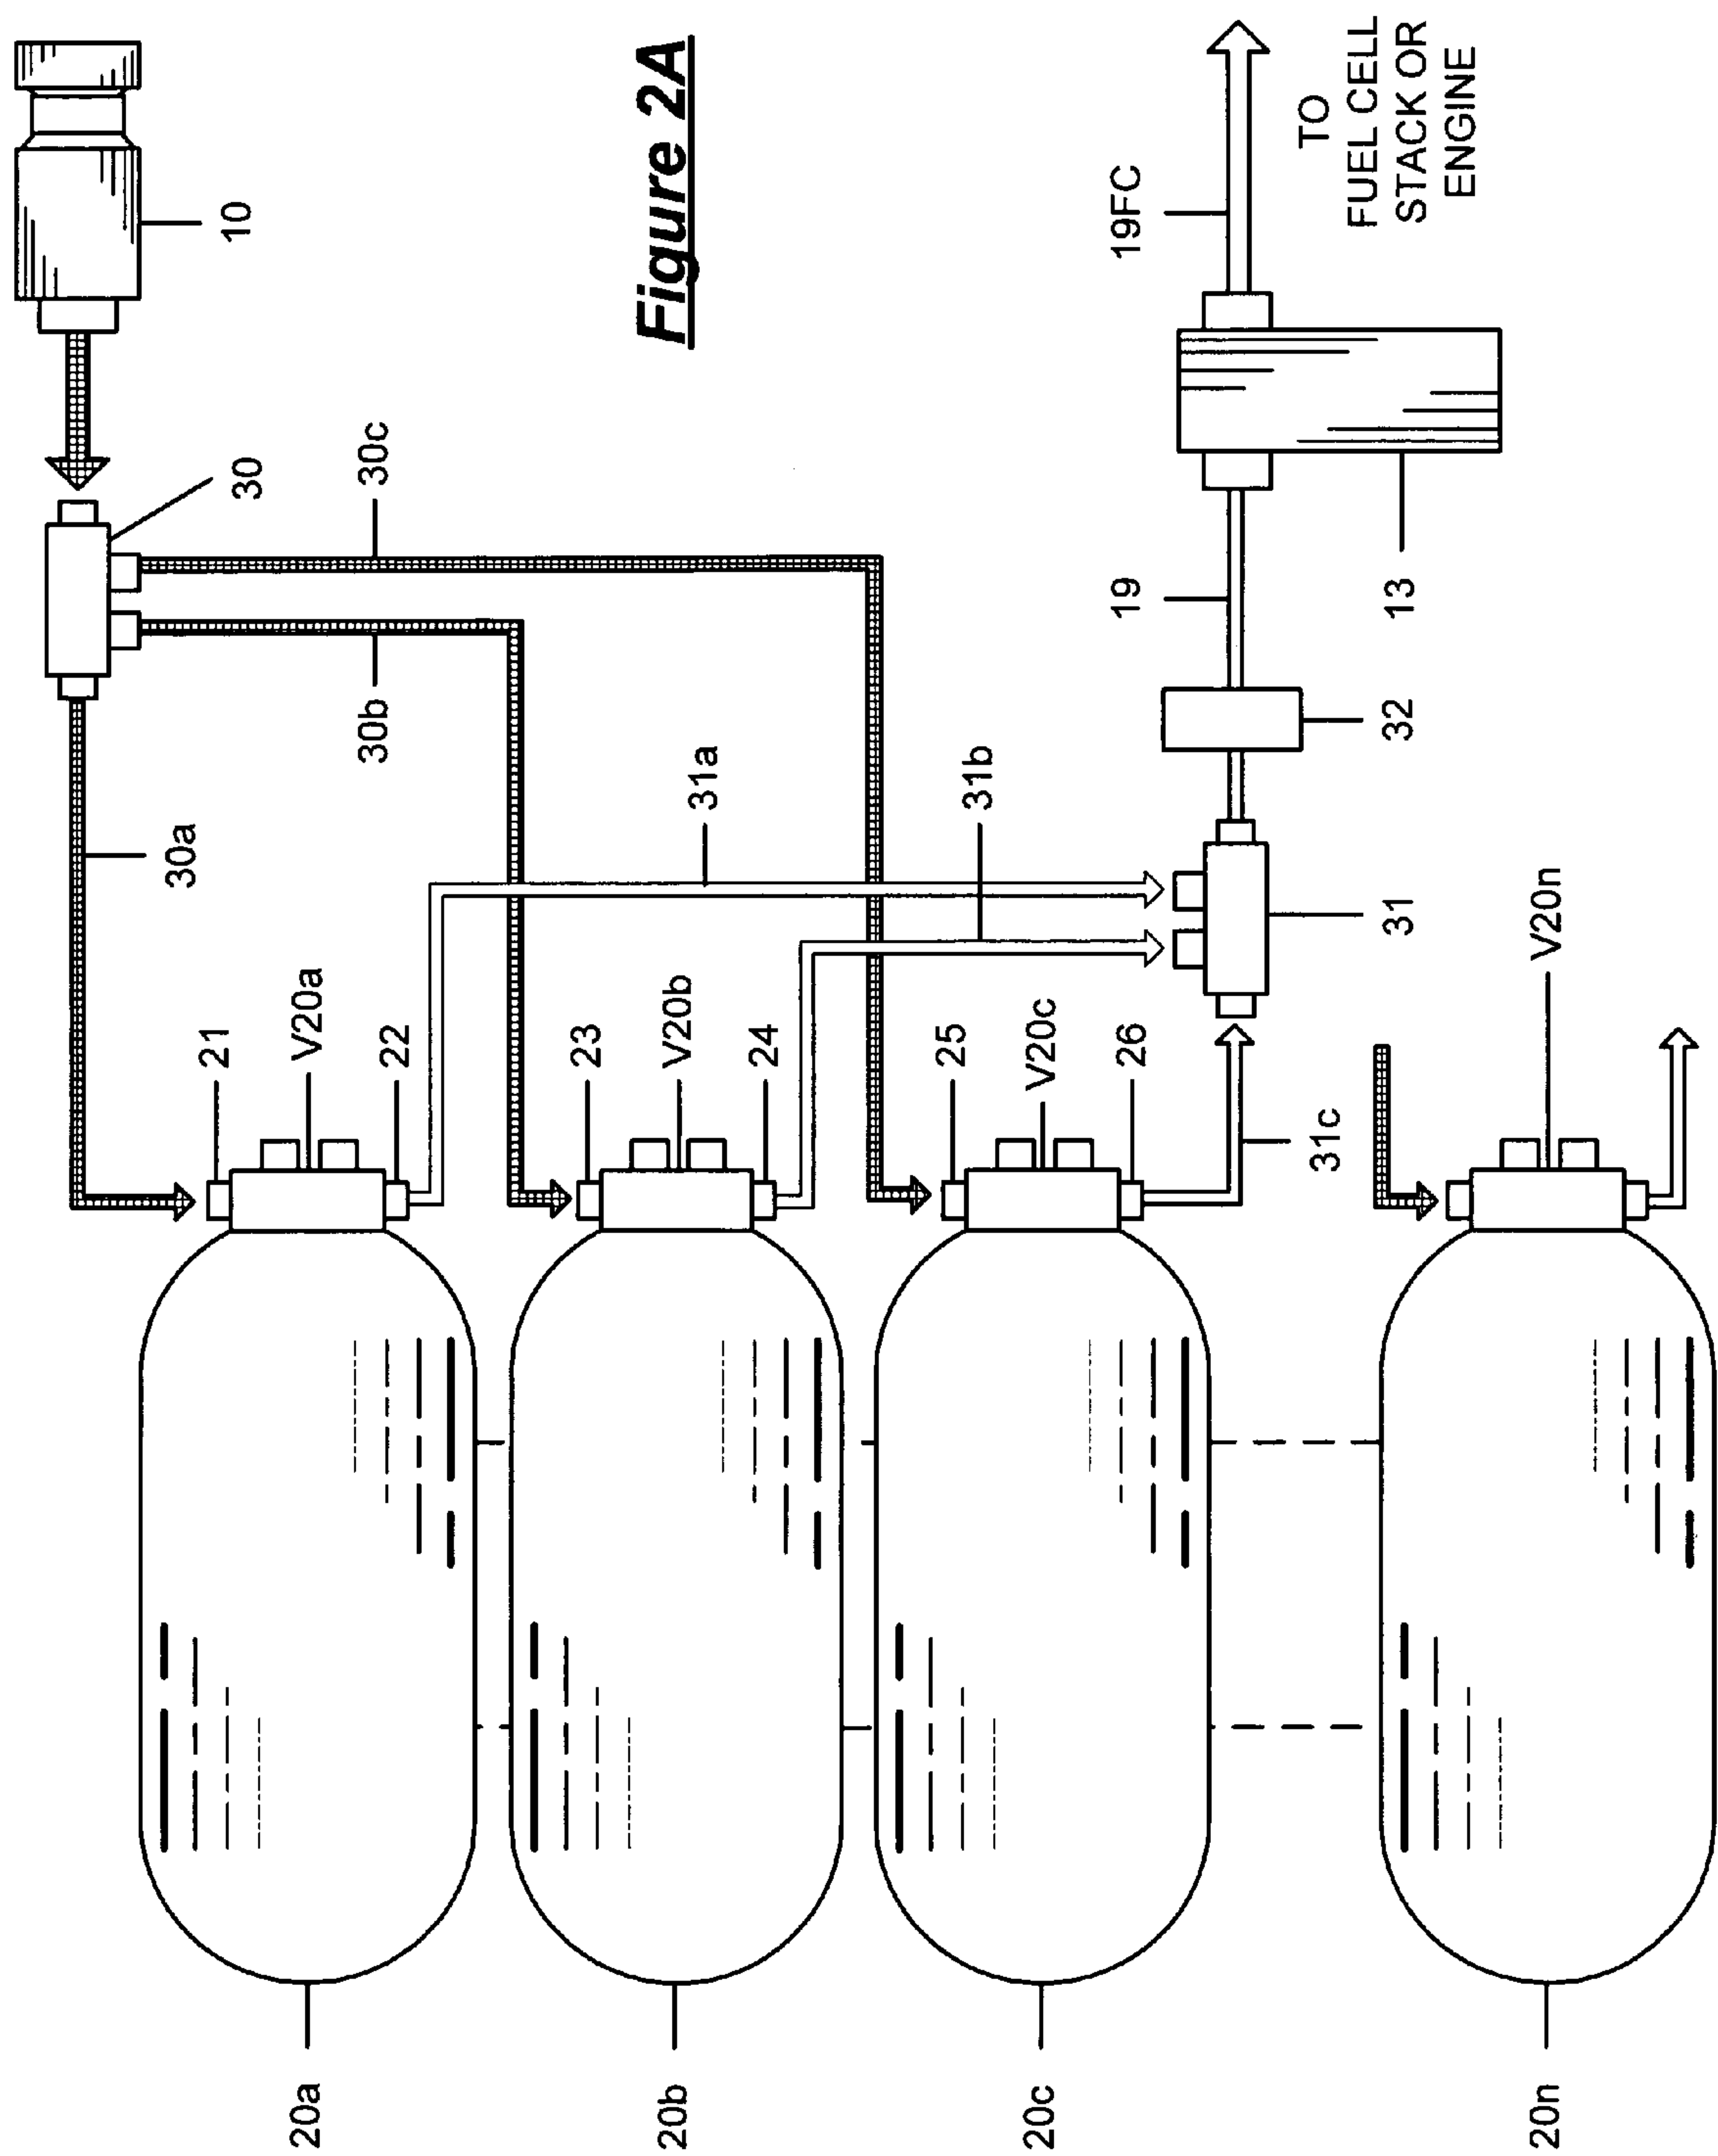 Figure 2A
10
30
30c
30b
30a
31a
31b
21
V20a
22
23
V20b
24
25
V20c
26
31c
V20n
31
32
19
13
19FC
TO
FUEL CELL
STACK OR
ENGINE
20a
20b
20c
20n